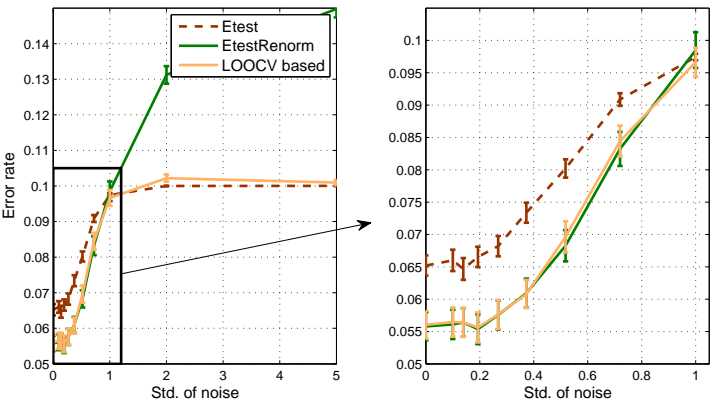 0.14
0.13
0.12
0.11
0.1
0.09
0.08
0.07
0.06
0.05
Error rate
0 1 2 3 4 5
Std. of noise
Etest
EtestRenorm
LOOCV based
0.1
0.095
0.09
0.085
0.08
0.075
0.07
0.065
0.06
0.055
0.05
0 0.2 0.4 0.6 0.8 1
Std. of noise